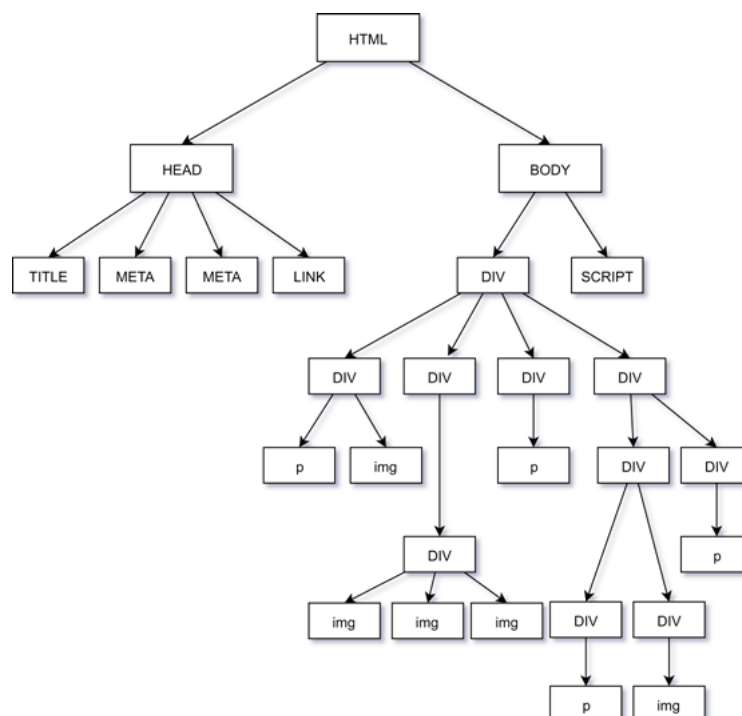 HTML
HEAD BODY
TITLE META META LINK DIV SCRIPT
DIV DIV DIV DIV
p img p DIV DIV
DIV p
img img img DIV DIV
p img